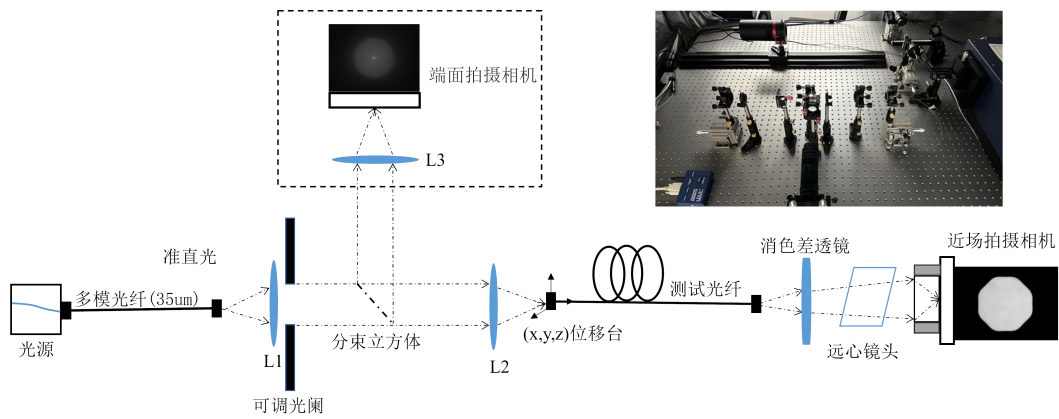 端面拍摄相机
L3
准直光
消色差透镜
近场拍摄相机
多模光纤(35um)
测试光纤
光源
L1
分束立方体
L2
(x,y,z)位移台
远心镜头
可调光阑